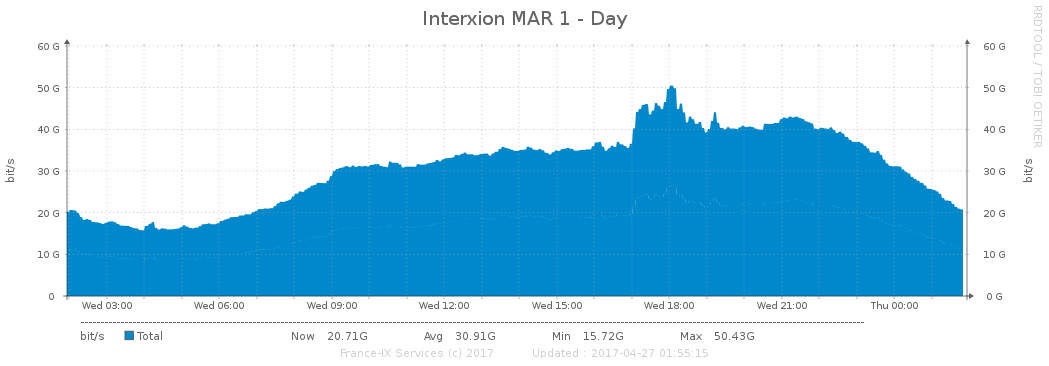 Interxion MAR 1 - Day
RRDTOOL / TOBI OETIKER
bit/s
60 G 60 G
50 G 50 G
40 G 40 G
30 G 30 G
20 G 20 G
10 G 10 G
0 0 G
bit/s
Wed 03:00 Wed 06:00 Wed 09:00 Wed 12:00 Wed 15:00 Wed 18:00 Wed 21:00 Thu 00:00
bit/s Total Now 20.71G Avg 30.91G Min 15.72G Max 50.43G
France-IX Services (c) 2017 Updated : 2017-04-27 01:55:15